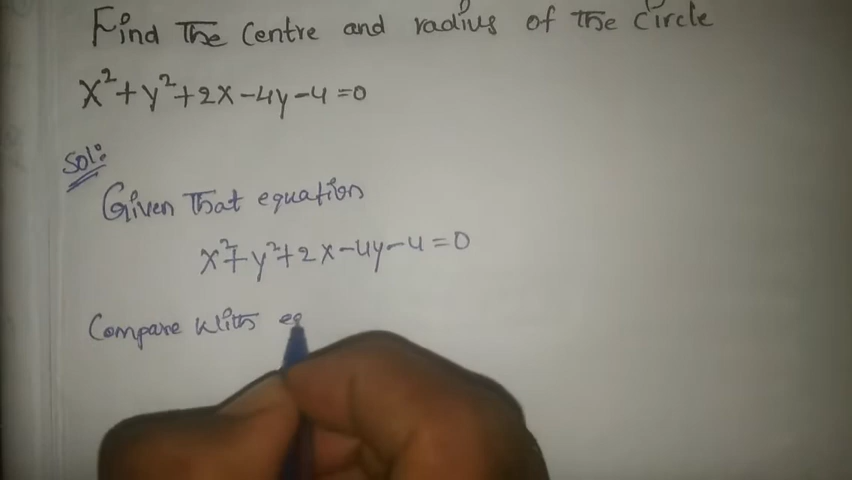 Find The Centre and radius of the Circle
x²+y²+2x-4y-4=0
Sol:
Given That equation
x²+y²+2x-4y-4=0
Compare With